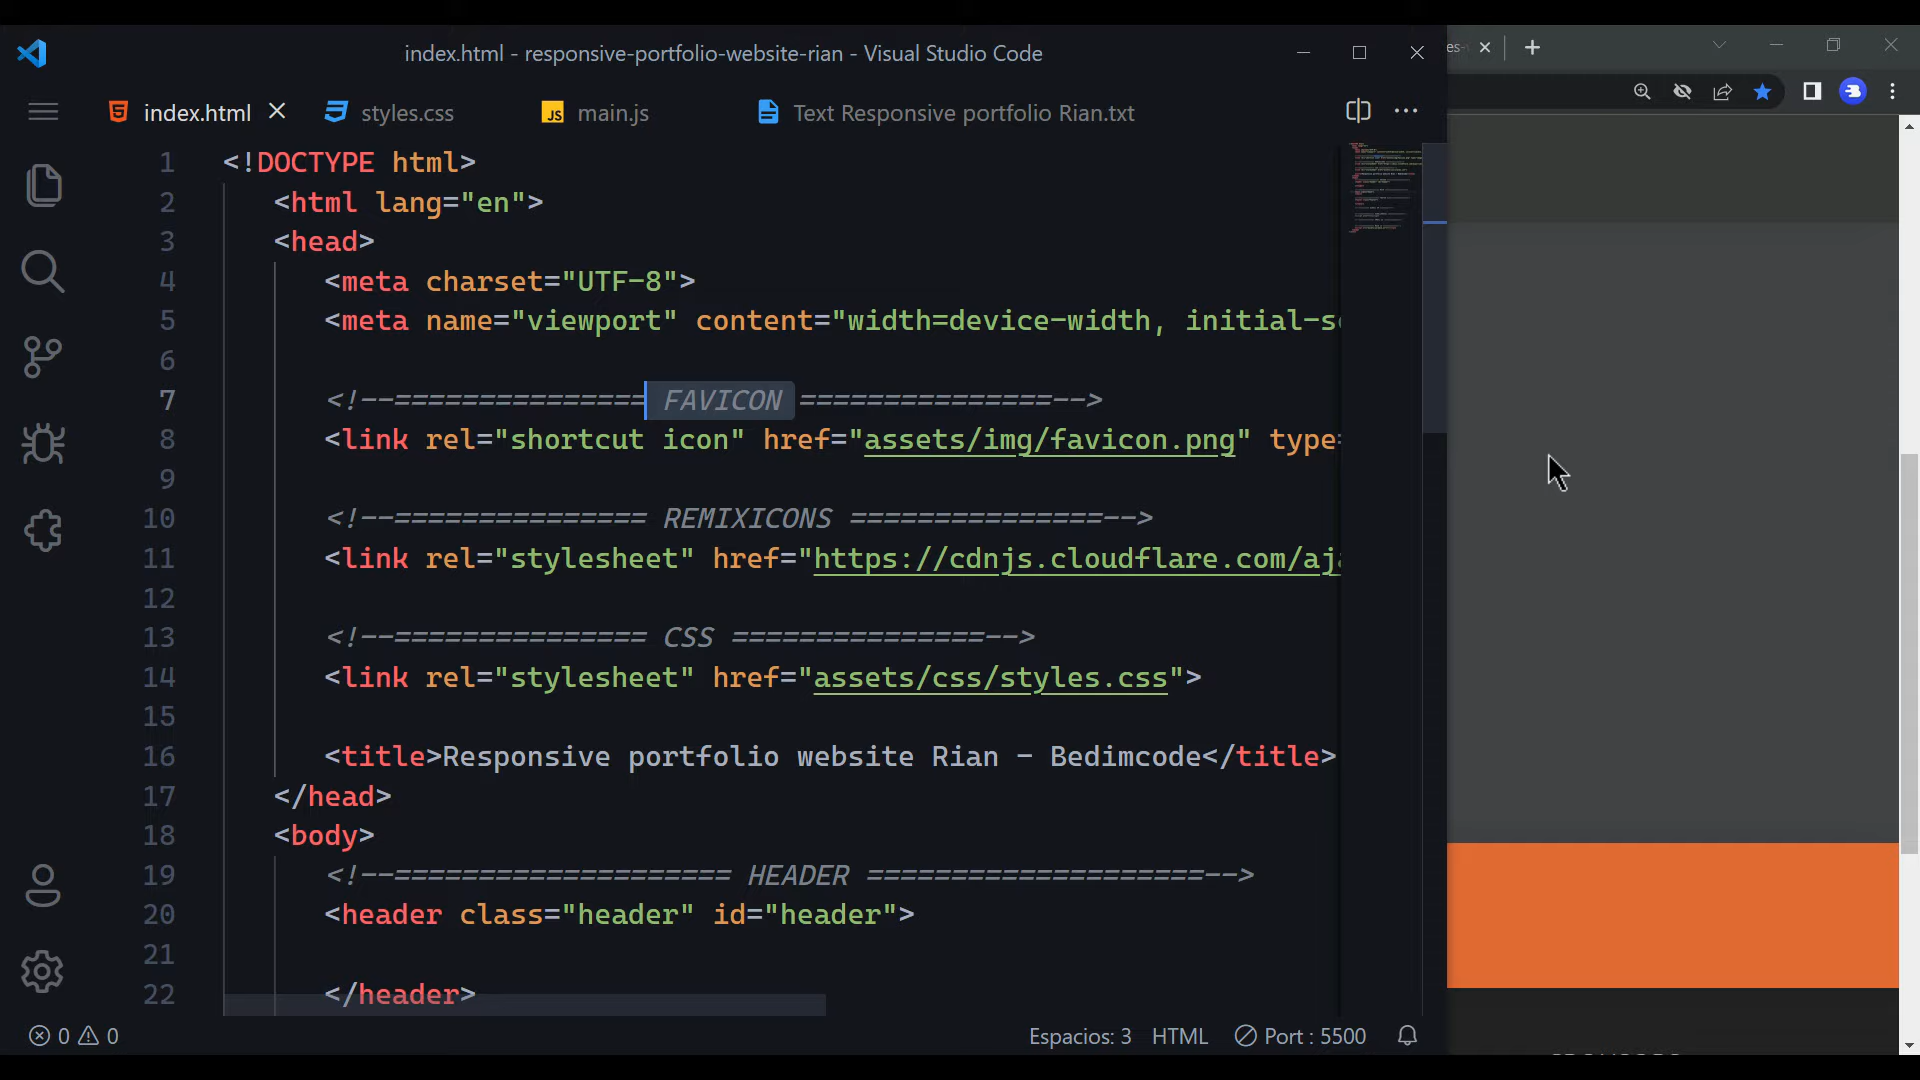 index.html - responsive-portfolio-website-rian - Visual Studio Code
index.html
styles.css
JS main.js
Text Responsive portfolio Rian.txt
1 <!DOCTYPE html>
2 <html lang="en">
3 <head>
4 <meta charset="UTF-8">
5 <meta name="viewport" content="width=device-width, initial-s
6
7 <!--=============== FAVICON ===============-->
8 <link rel="shortcut icon" href="assets/img/favicon.png" type=
9
10 <!--=============== REMIXICONS ===============-->
11 <link rel="stylesheet" href="https://cdnjs.cloudflare.com/aj
12
13 <!--=============== CSS ===============-->
14 <link rel="stylesheet" href="assets/css/styles.css">
15
16 <title>Responsive portfolio website Rian - Bedimcode</title>
17 </head>
18 <body>
19 <!--==================== HEADER ====================-->
20 <header class="header" id="header">
21
22 </header>
0 0
Espacios: 3 HTML Port : 5500